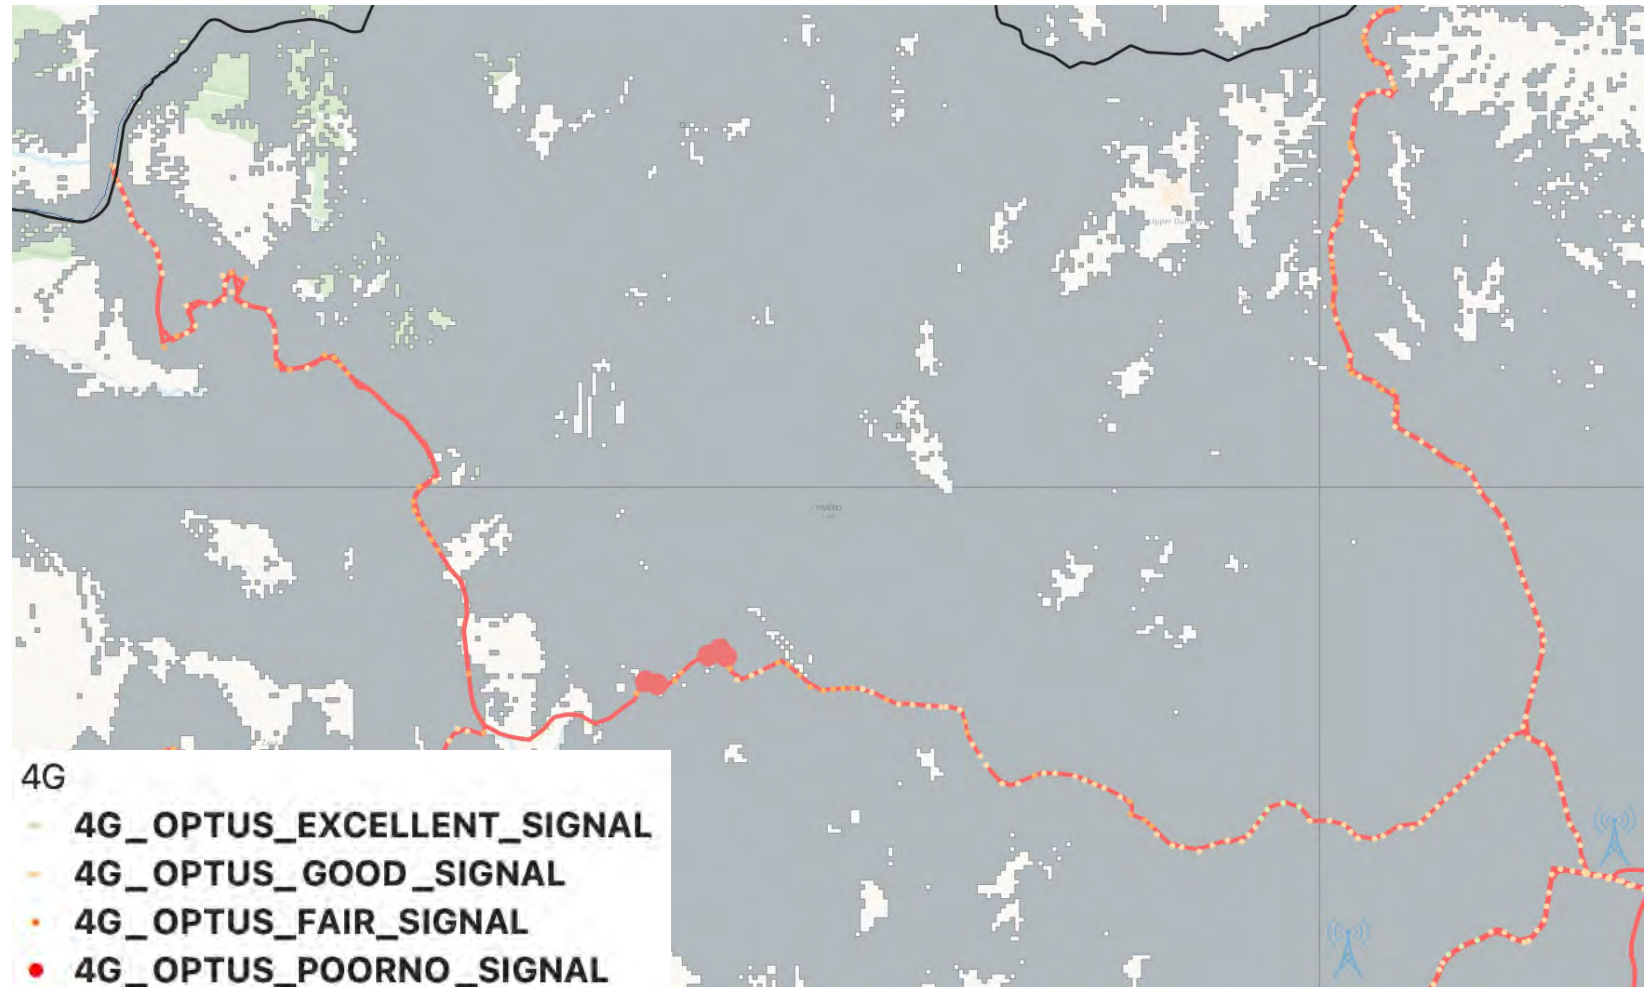 4G
4G_OPTUS_EXCELLENT_SIGNAL
4G_OPTUS_GOOD_SIGNAL
4G_OPTUS_FAIR_SIGNAL
4G_OPTUS_POORNO_SIGNAL